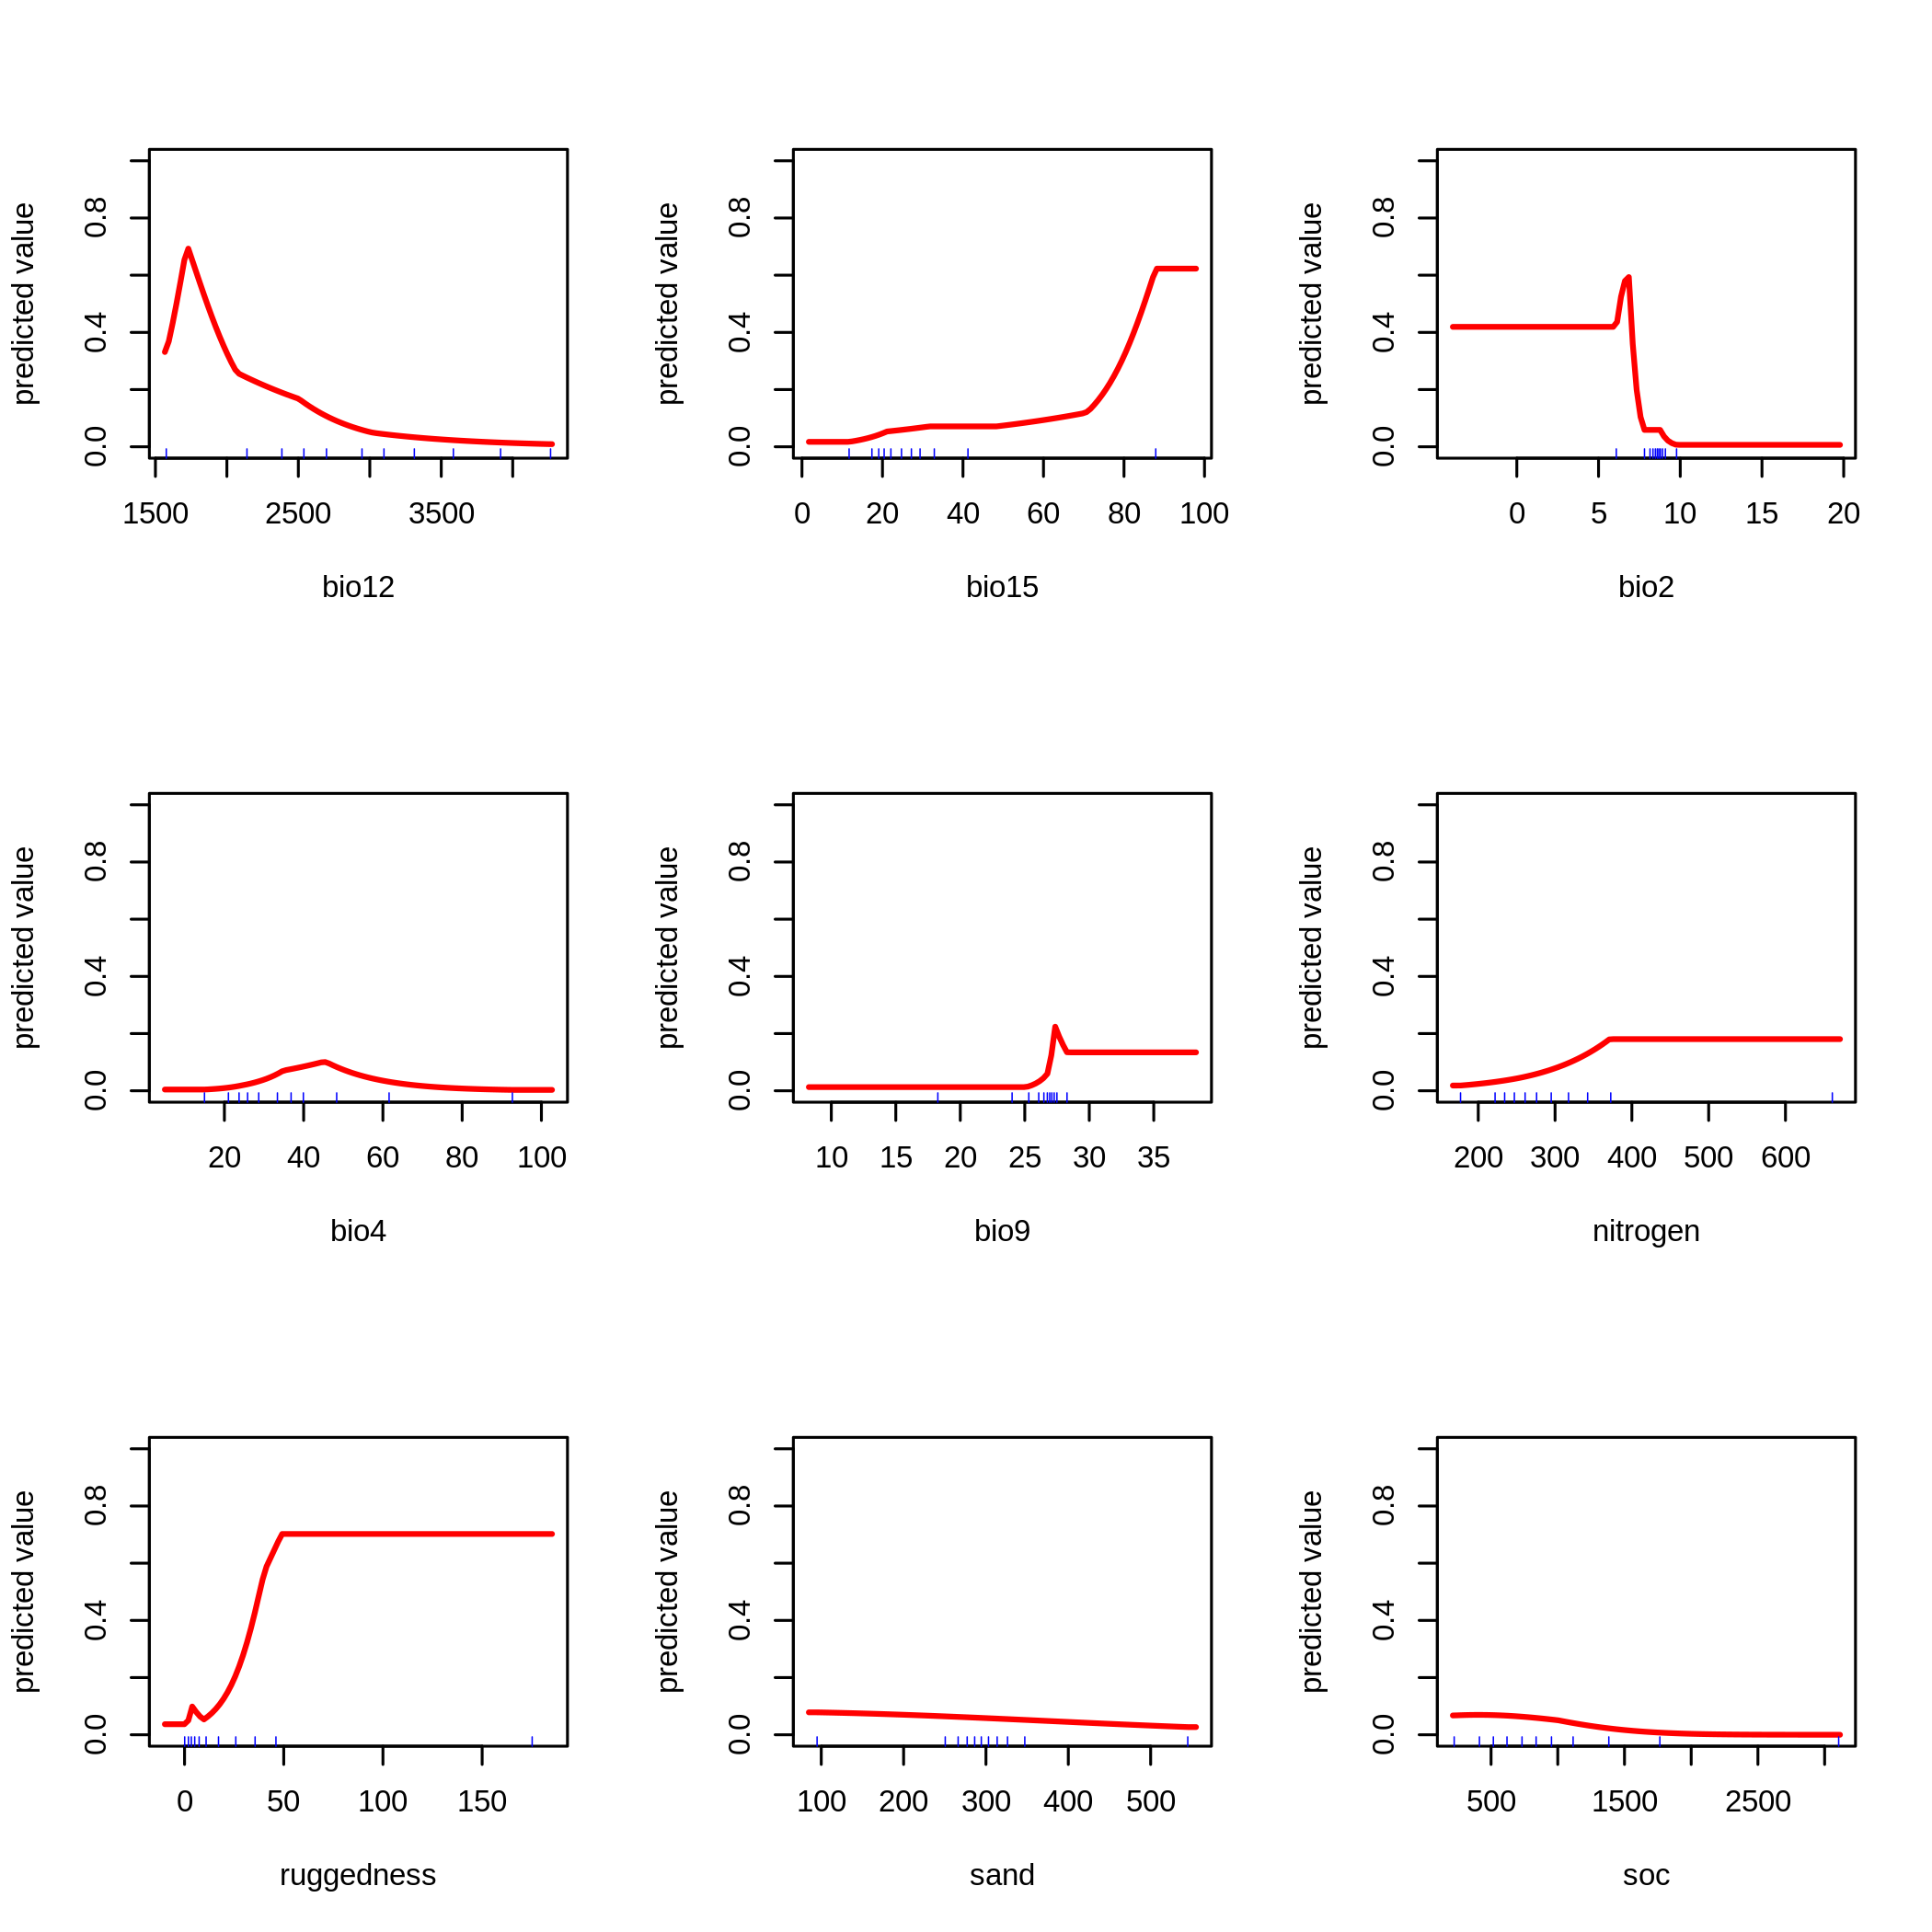 predicted value
0.0 0.4 0.8
1500 2500 3500
bio12
predicted value
0.0 0.4 0.8
0 20 40 60 80 100
bio15
predicted value
0.0 0.4 0.8
0 5 10 15 20
bio2
predicted value
0.0 0.4 0.8
20 40 60 80 100
bio4
predicted value
0.0 0.4 0.8
10 15 20 25 30 35
bio9
predicted value
0.0 0.4 0.8
200 300 400 500 600
nitrogen
predicted value
0.0 0.4 0.8
0 50 100 150
ruggedness
predicted value
0.0 0.4 0.8
100 200 300 400 500
sand
predicted value
0.0 0.4 0.8
500 1500 2500
soc